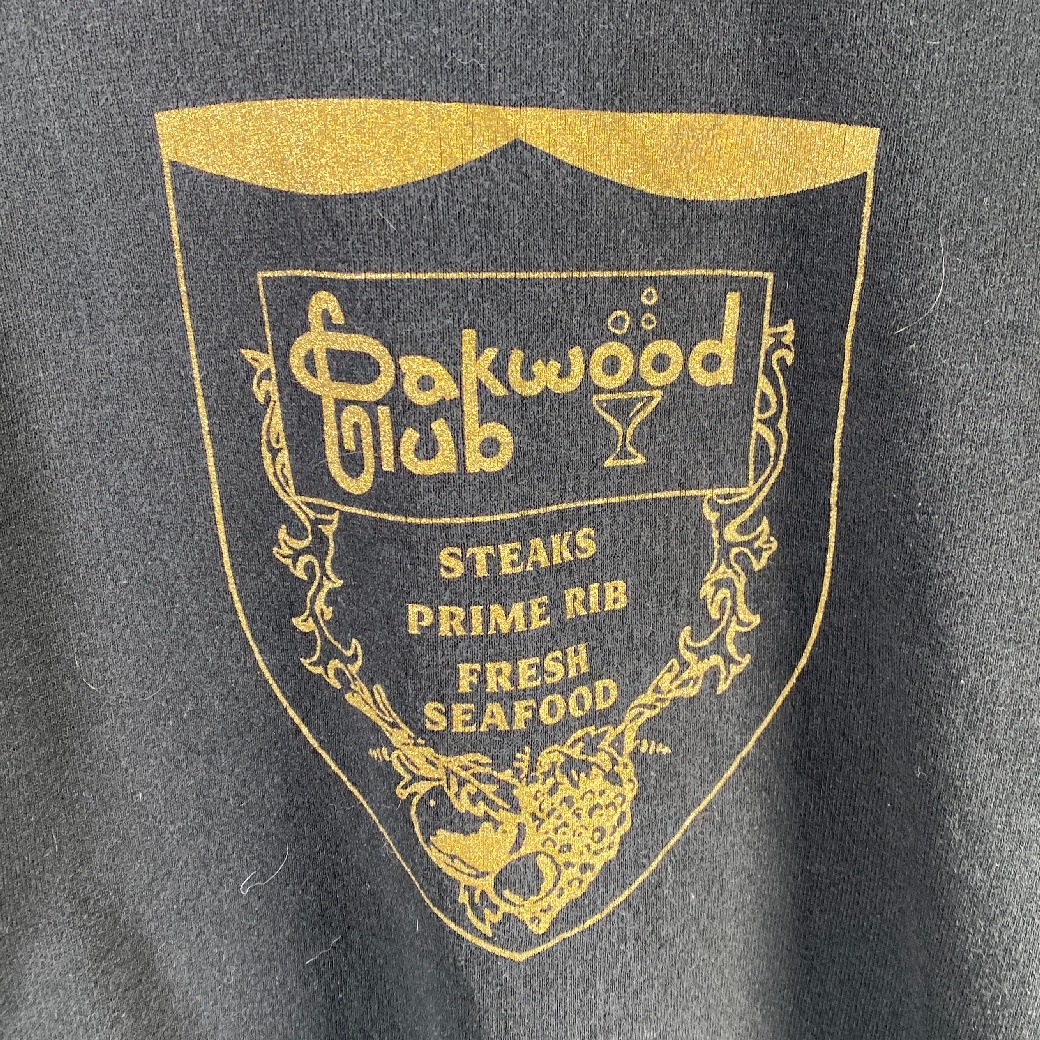 Oakwood
Club
STEAKS
PRIME RIB
FRESH
SEAFOOD